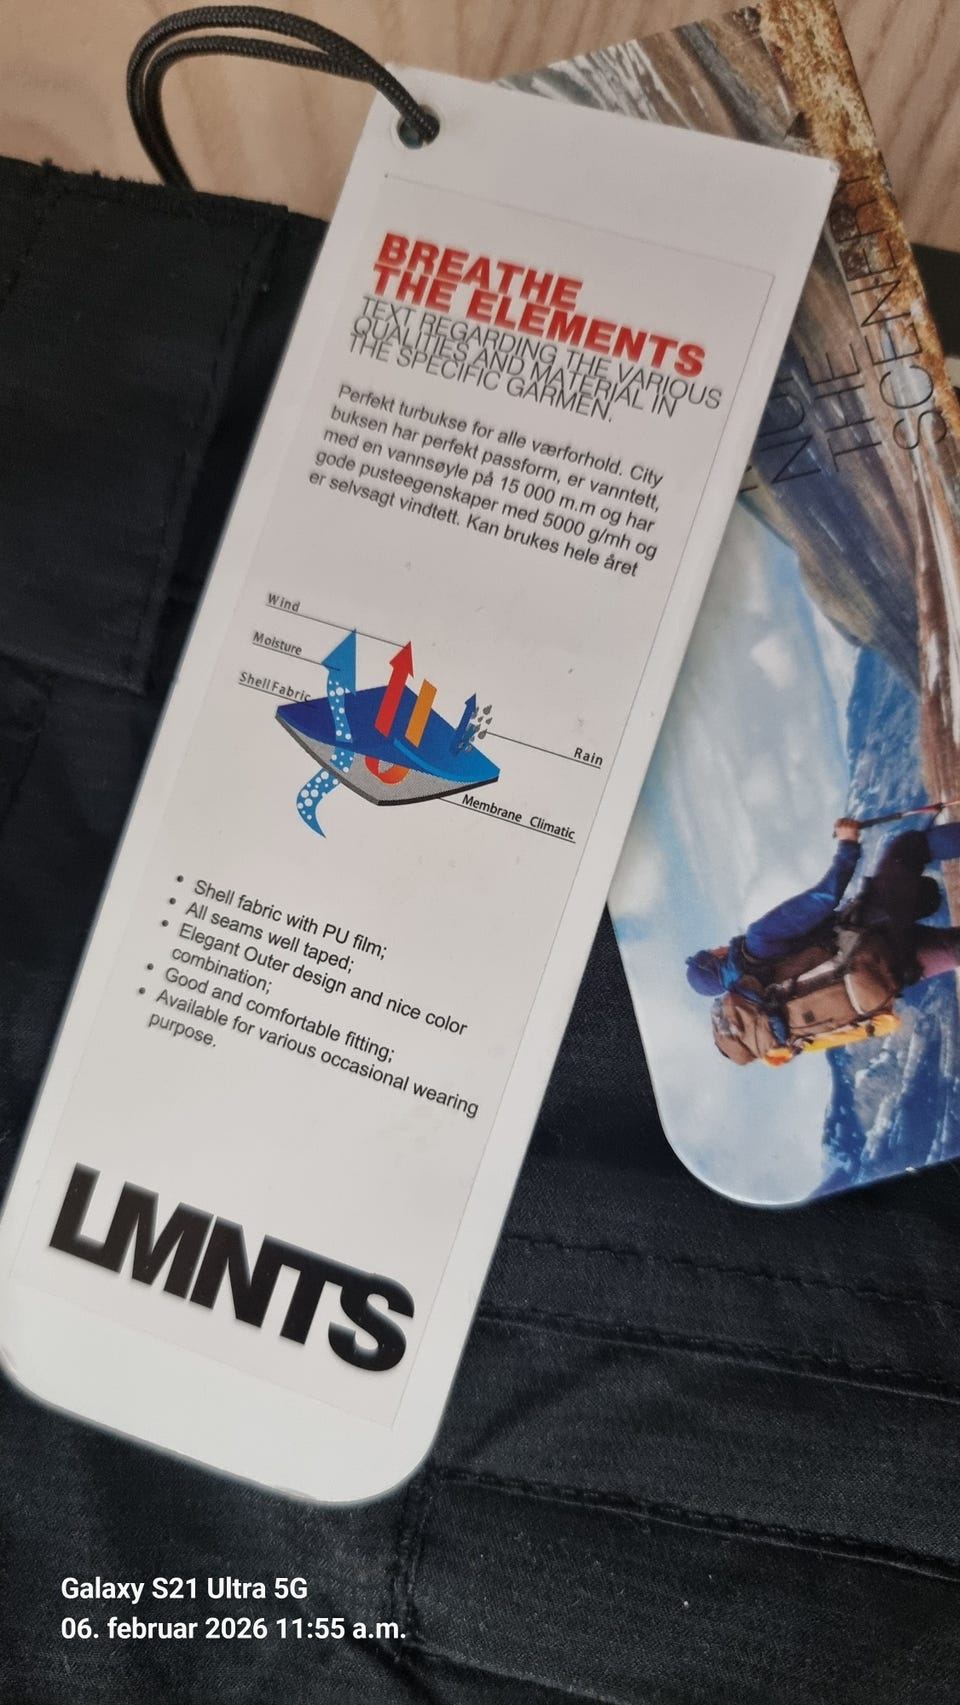 BREATHE
THE ELEMENTS
TEXT REGARDING THE VARIOUS
QUALITIES AND MATERIAL IN
THE SPECIFIC GARMEN.
Perfekt turbukse for alle værforhold. City
buksen har perfekt passform, er vanntett,
med en vannsøyle på 15 000 m.m og har
gode pusteegenskaper med 5000 g/mh og
er selvsagt vindtett. Kan brukes hele året
Wind
Moisture
Shell Fabric
Rain
Membrane Climatic
• Shell fabric with PU film;
• All seams well taped;
• Elegant Outer design and nice color
combination;
• Good and comfortable fitting;
• Available for various occasional wearing
purpose.
LMNTS
THE
SCENERY
Galaxy S21 Ultra 5G
06. februar 2026 11:55 a.m.